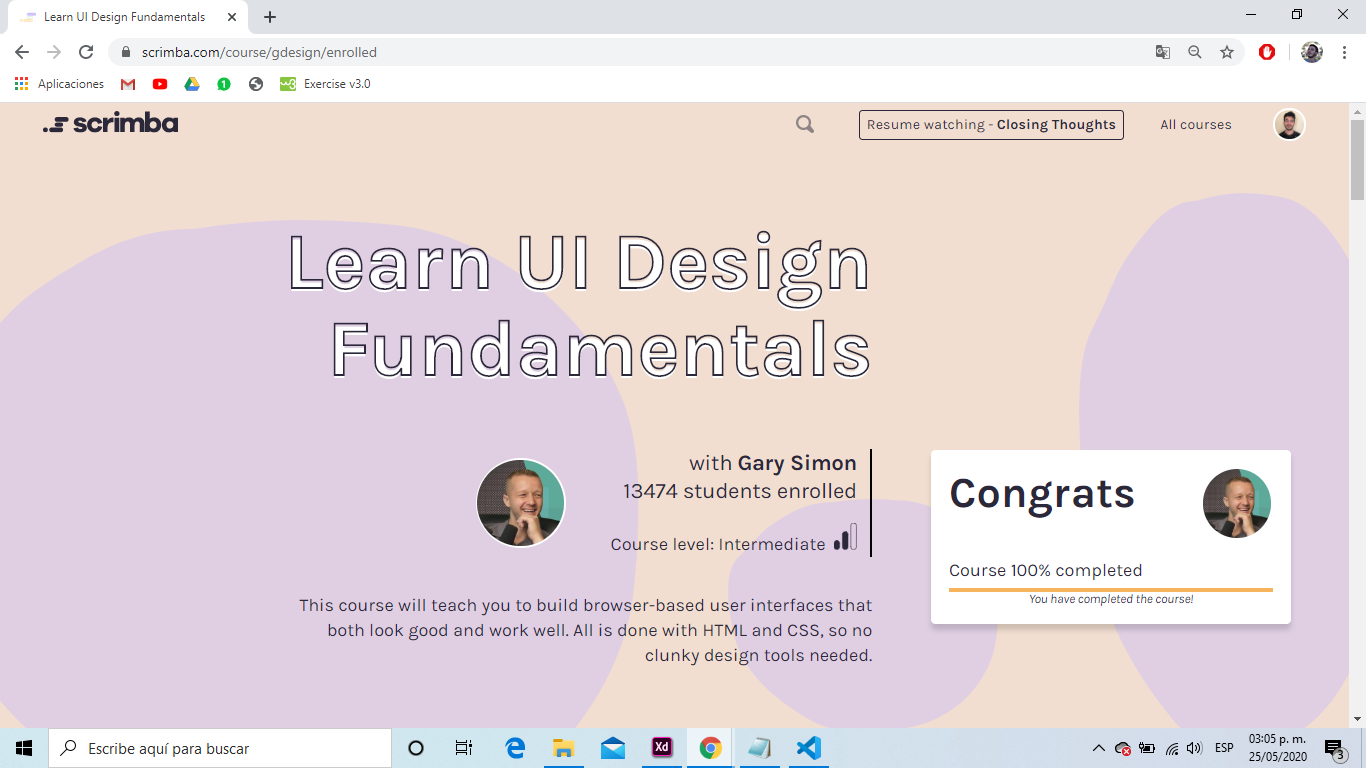 Learn UI Design Fundamentals
scrimba.com/course/gdesign/enrolled
Aplicaciones
1
w3
Exercise v3.0
scrimba
Resume watching - Closing Thoughts
All courses
Learn UI Design
Fundamentals
with Gary Simon
13474 students enrolled
Course level: Intermediate
This course will teach you to build browser-based user interfaces that
both look good and work well. All is done with HTML and CSS, so no
clunky design tools needed.
Congrats
Course 100% completed
You have completed the course!
Escribe aquí para buscar
Xd
ESP
03:05 p. m.
25/05/2020
3